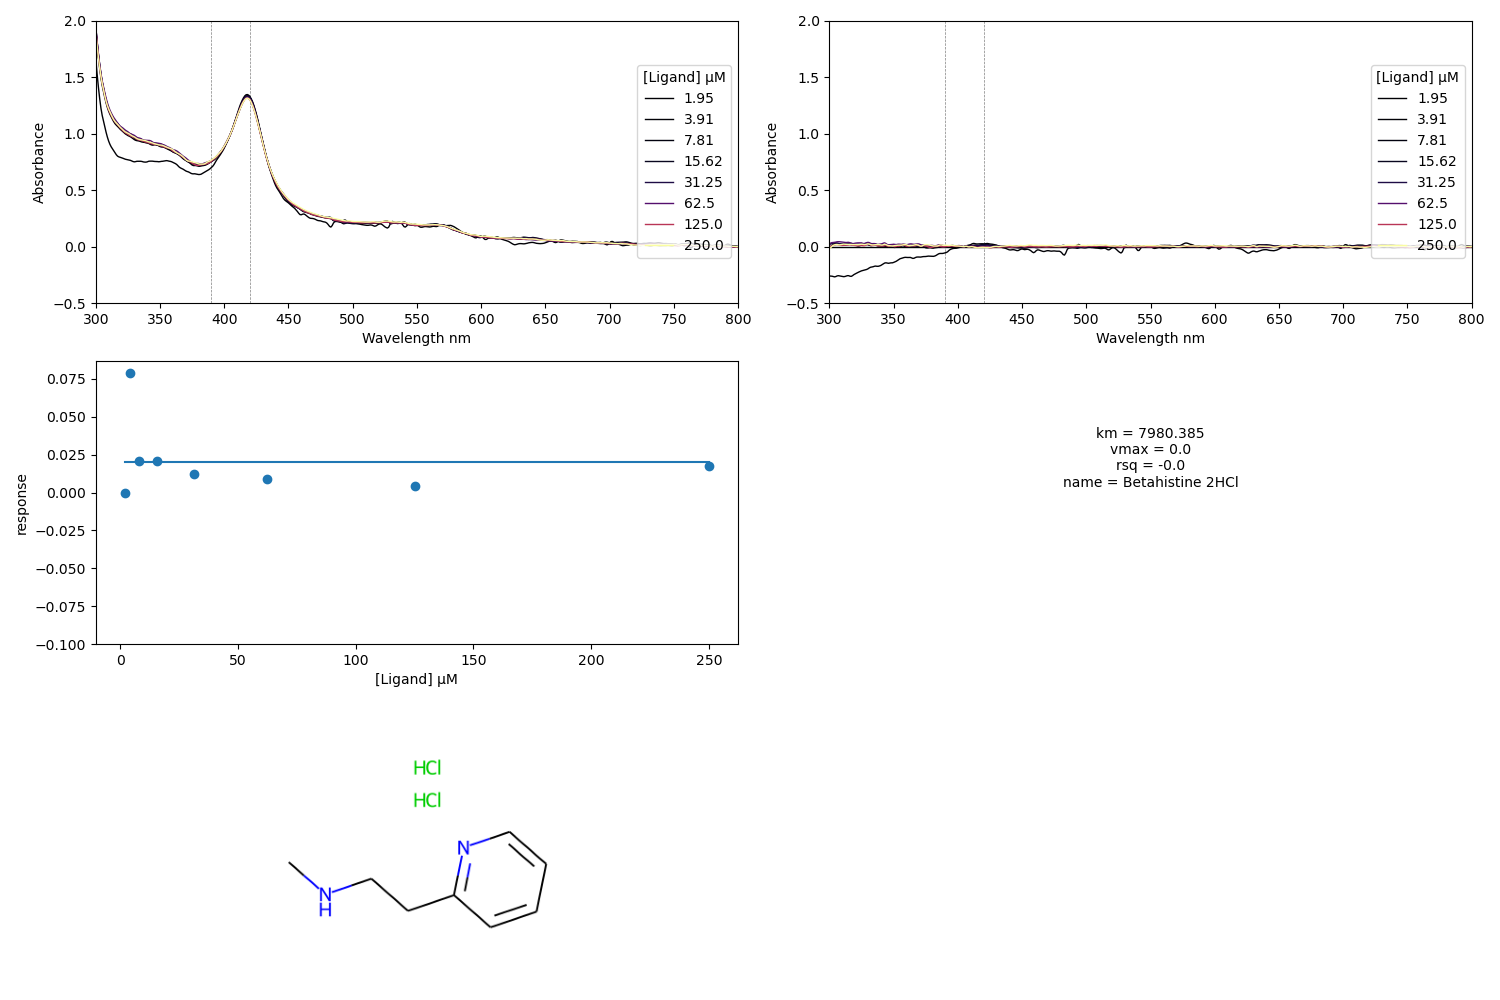 2.0
1.5
1.0
0.5
0.0
−0.5
Absorbance
300 350 400 450 500 550 600 650 700 750 800
Wavelength nm
[Ligand] μM
1.95
3.91
7.81
15.62
31.25
62.5
125.0
250.0
2.0
1.5
1.0
0.5
0.0
−0.5
Absorbance
300 350 400 450 500 550 600 650 700 750 800
Wavelength nm
[Ligand] μM
1.95
3.91
7.81
15.62
31.25
62.5
125.0
250.0
0.075
0.050
0.025
0.000
−0.025
−0.050
−0.075
−0.100
response
0 50 100 150 200 250
[Ligand] μM
km = 7980.385
vmax = 0.0
rsq = -0.0
name = Betahistine 2HCl
HCl
HCl
N
N
H